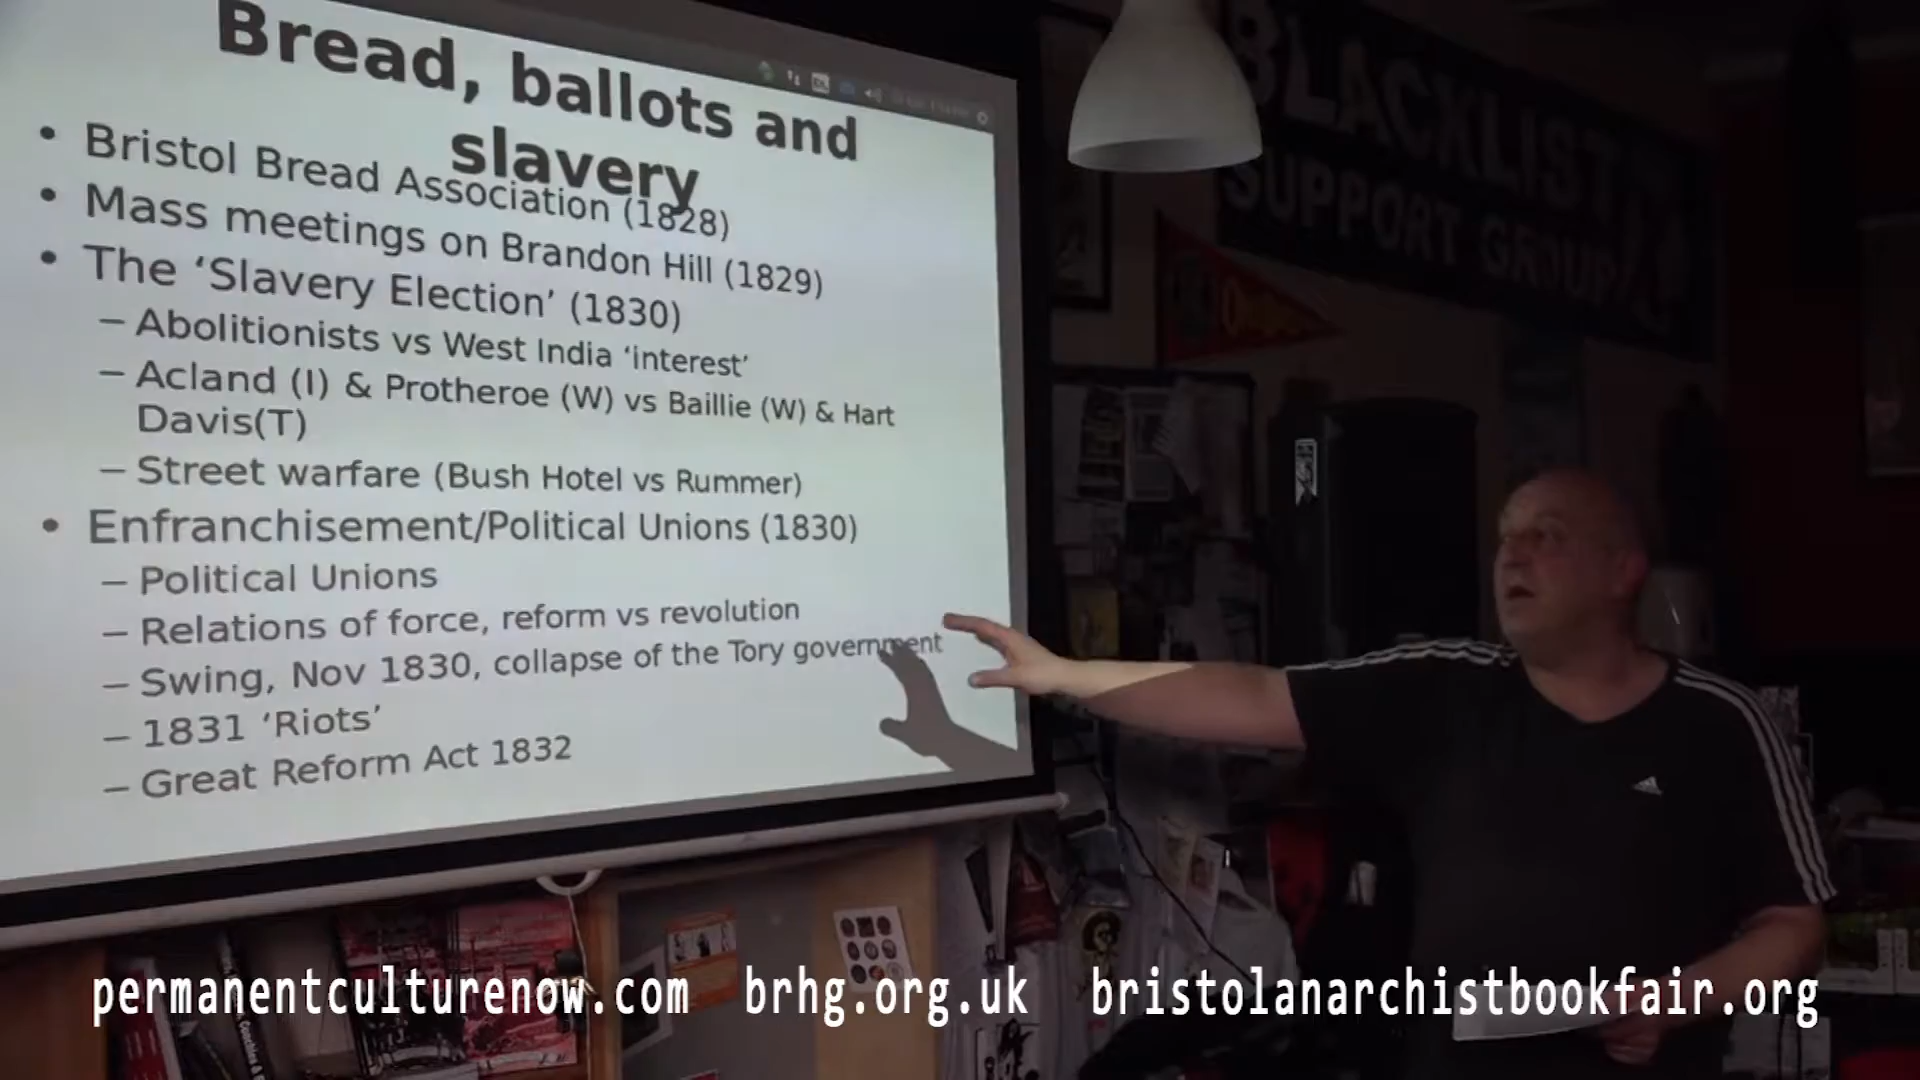 Bread, ballots and
slavery
• Bristol Bread Association (1828)
• Mass meetings on Brandon Hill (1829)
• The ‘Slavery Election’ (1830)
– Abolitionists vs West India ‘interest’
– Acland (I) & Protheroe (W) vs Baillie (W) & Hart
Davis(T)
– Street warfare (Bush Hotel vs Rummer)
• Enfranchisement/Political Unions (1830)
– Political Unions
– Relations of force, reform vs revolution
– Swing, Nov 1830, collapse of the Tory government
– 1831 ‘Riots’
– Great Reform Act 1832
BLACKLIST
SUPPORT GROUP
permanentculturenow.com brhg.org.uk bristolanarchistbookfair.org